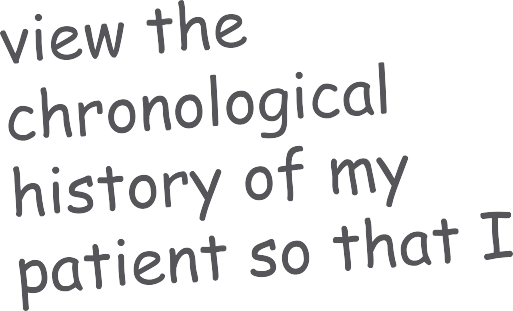 view the
chronological
history of my
patient so that I